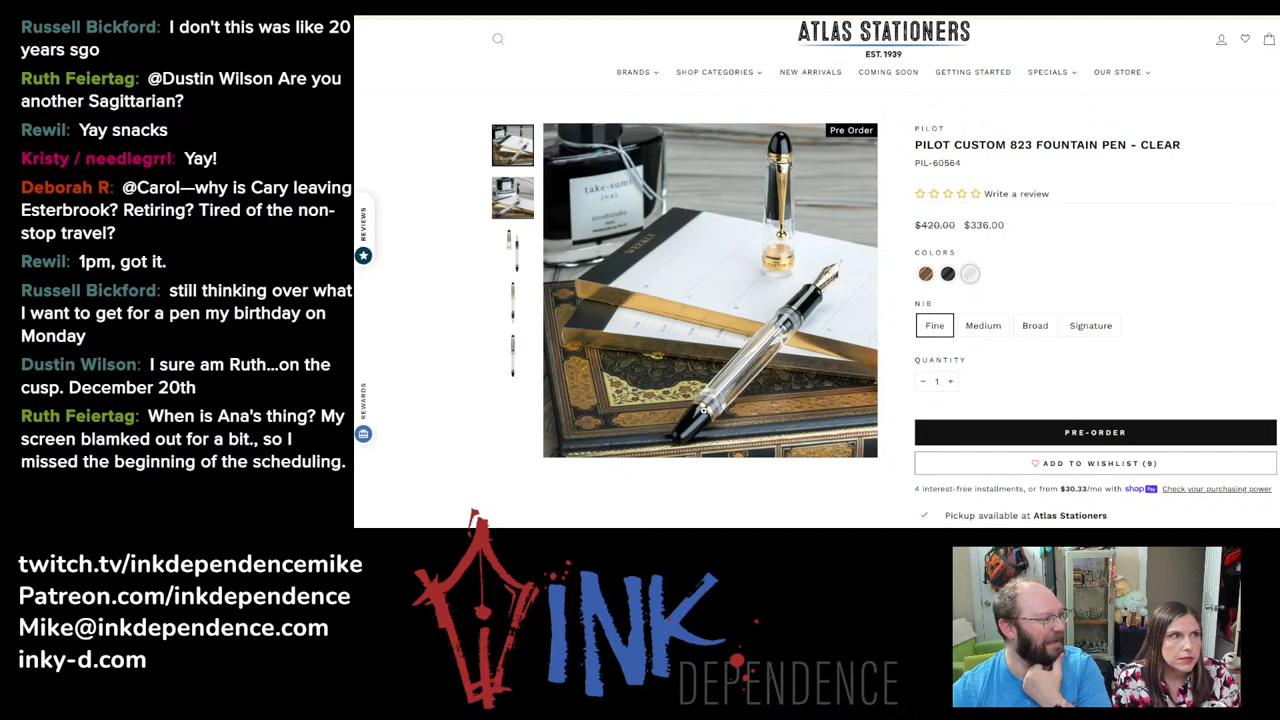 Russell Bickford: I don't this was like 20
years sgo
Ruth Feiertag: @Dustin Wilson Are you
another Sagittarian?
Rewil: Yay snacks
Kristy / needlegrrl: Yay!
Deborah R: @Carol—why is Cary leaving
Esterbrook? Retiring? Tired of the non-
stop travel?
Rewil: 1pm, got it.
Russell Bickford: still thinking over what
I want to get for a pen my birthday on
Monday
Dustin Wilson: I sure am Ruth...on the
cusp. December 20th
Ruth Feiertag: When is Ana's thing? My
screen blamked out for a bit., so I
missed the beginning of the scheduling.
REVIEWS
REWARDS
ATLAS STATIONERS
EST. 1939
BRANDS SHOP CATEGORIES NEW ARRIVALS COMING SOON GETTING STARTED SPECIALS OUR STORE
Pre Order
take-sumi
WEEKLY
PILOT
PILOT CUSTOM 823 FOUNTAIN PEN - CLEAR
PIL-60564
Write a review
$420.00 $336.00
COLORS
NIB
Fine Medium Broad Signature
QUANTITY
− 1 +
PRE-ORDER
ADD TO WISHLIST (9)
4 interest-free installments, or from $30.33/mo with shop Pay Check your purchasing power
Pickup available at Atlas Stationers
twitch.tv/inkdependencemike
Patreon.com/inkdependence
Mike@inkdependence.com
inky-d.com
INK
DEPENDENCE